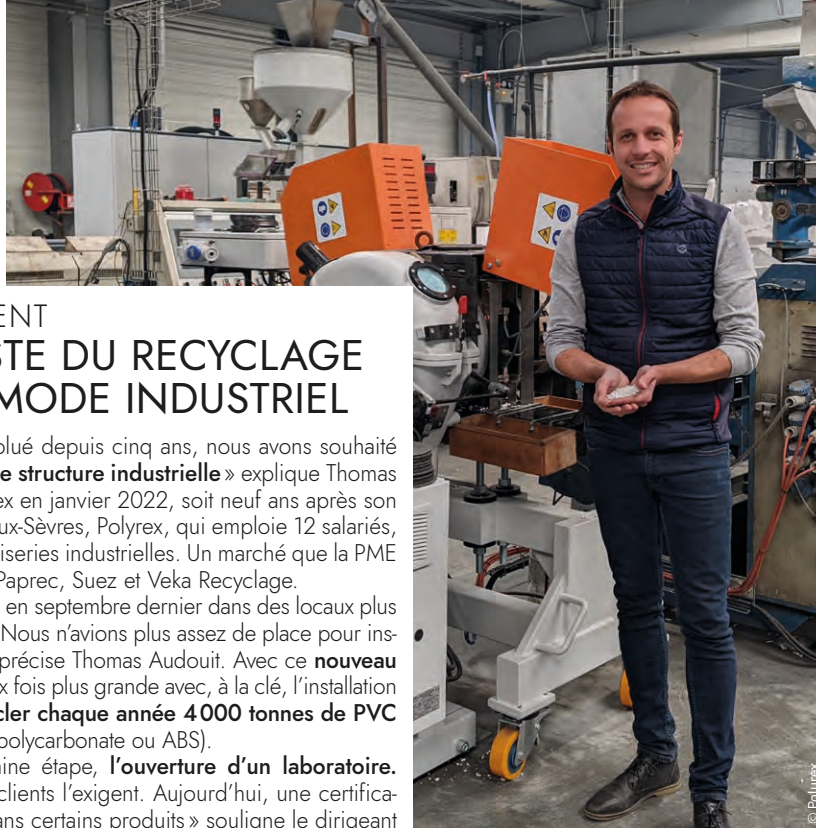 ENT
STE DU RECYCLAGE
MODE INDUSTRIEL
olué depuis cinq ans, nous avons souhaité
e structure industrielle » explique Thomas
ex en janvier 2022, soit neuf ans après son
ux-Sèvres, Polyrex, qui emploie 12 salariés,
iseries industrielles. Un marché que la PME
Paprec, Suez et Veka Recyclage.
en septembre dernier dans des locaux plus
Nous n’avions plus assez de place pour ins-
précise Thomas Audouit. Avec ce nouveau
x fois plus grande avec, à la clé, l’installation
cler chaque année 4 000 tonnes de PVC
polycarbonate ou ABS).
ine étape, l’ouverture d’un laboratoire.
clients l’exigent. Aujourd’hui, une certifica-
ans certains produits » souligne le dirigeant
© Polyrex